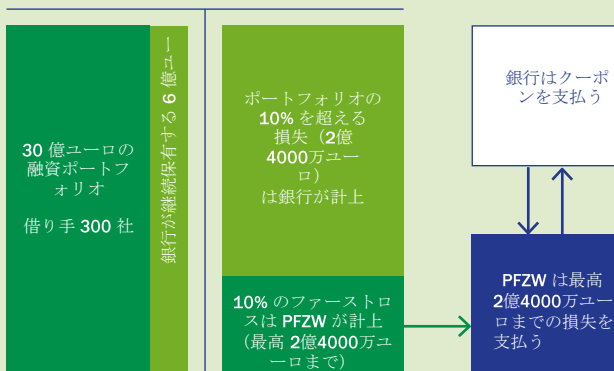 30 億ユーロの
融資ポートフ
ォリオ
借り手 300 社
銀行が継続保有する 6 億ユー
ポートフォリオの
10% を超える
損失（2億
4000万ユー
ロ）
は銀行が計上
10% のファーストロ
スは PFZW が計上
（最高 2億4000万ユ
ーロまで）
銀行はクーポ
ンを支払う
PFZW は最高
2億4000万ユー
ロまでの損失を
支払う